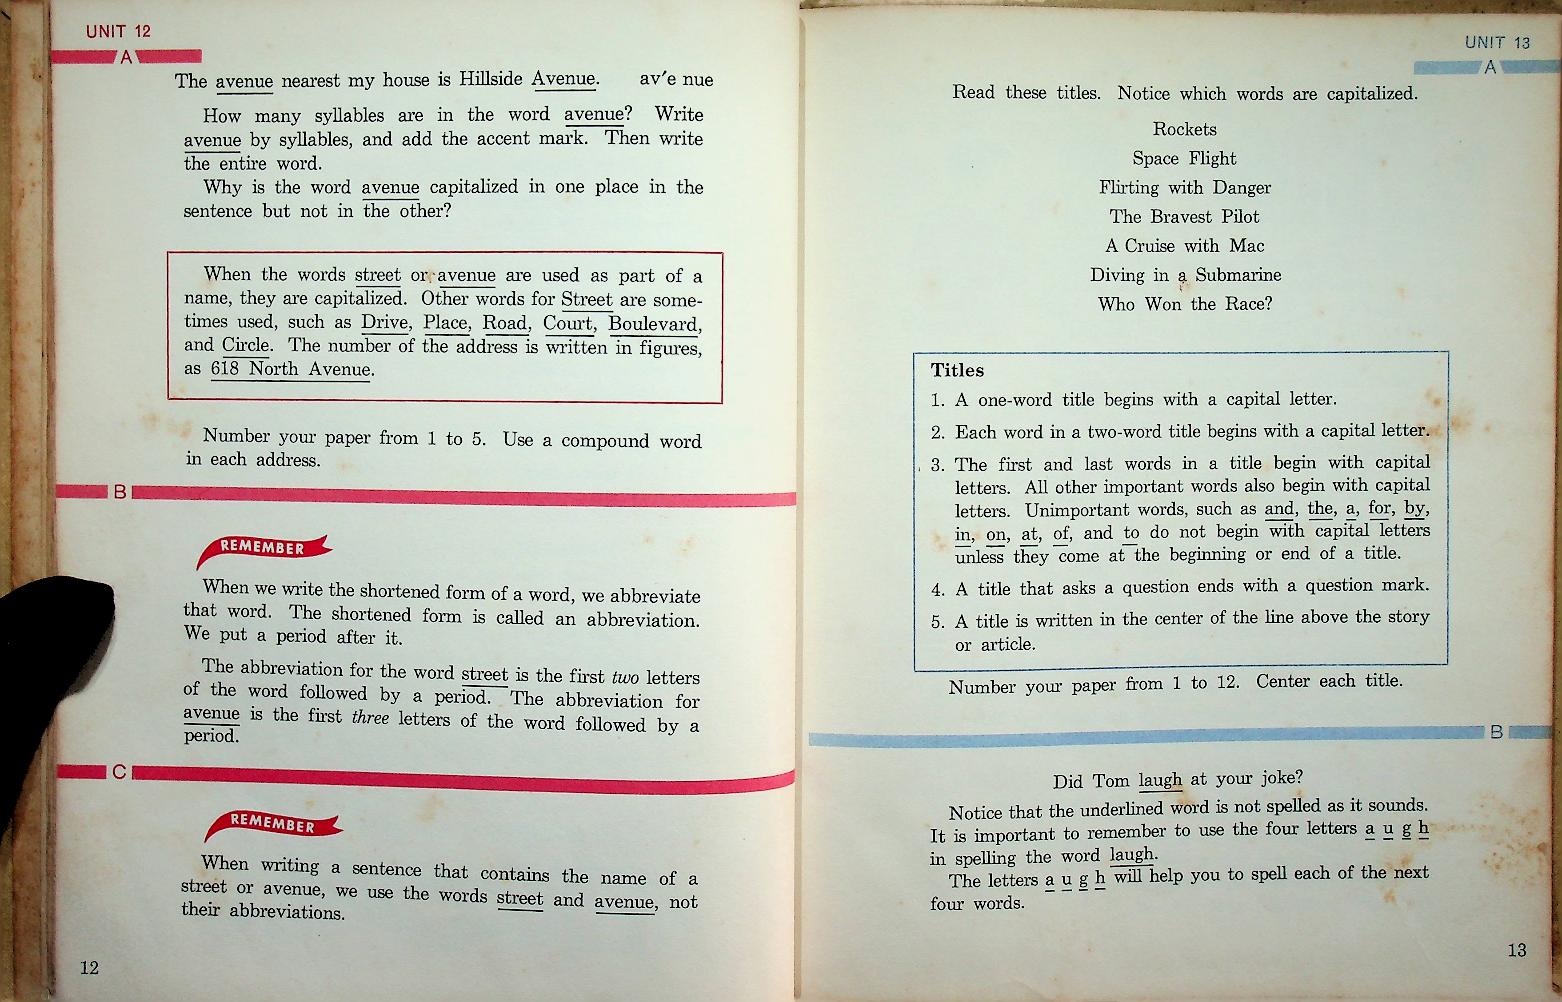 UNIT 12
A
The avenue nearest my house is Hillside Avenue. av′e nue
How many syllables are in the word avenue? Write
avenue by syllables, and add the accent mark. Then write
the entire word.
Why is the word avenue capitalized in one place in the
sentence but not in the other?
When the words street or avenue are used as part of a
name, they are capitalized. Other words for Street are some-
times used, such as Drive, Place, Road, Court, Boulevard,
and Circle. The number of the address is written in figures,
as 618 North Avenue.
Number your paper from 1 to 5. Use a compound word
in each address.
B
REMEMBER
When we write the shortened form of a word, we abbreviate
that word. The shortened form is called an abbreviation.
We put a period after it.
The abbreviation for the word street is the first two letters
of the word followed by a period. The abbreviation for
avenue is the first three letters of the word followed by a
period.
C
REMEMBER
When writing a sentence that contains the name of a
street or avenue, we use the words street and avenue, not
their abbreviations.
12
UNIT 13
A
Read these titles. Notice which words are capitalized.
Rockets
Space Flight
Flirting with Danger
The Bravest Pilot
A Cruise with Mac
Diving in a Submarine
Who Won the Race?
Titles
1. A one-word title begins with a capital letter.
2. Each word in a two-word title begins with a capital letter.
3. The first and last words in a title begin with capital
letters. All other important words also begin with capital
letters. Unimportant words, such as and, the, a, for, by,
in, on, at, of, and to do not begin with capital letters
unless they come at the beginning or end of a title.
4. A title that asks a question ends with a question mark.
5. A title is written in the center of the line above the story
or article.
Number your paper from 1 to 12. Center each title.
B
Did Tom laugh at your joke?
Notice that the underlined word is not spelled as it sounds.
It is important to remember to use the four letters a u g h
in spelling the word laugh.
The letters a u g h will help you to spell each of the next
four words.
13